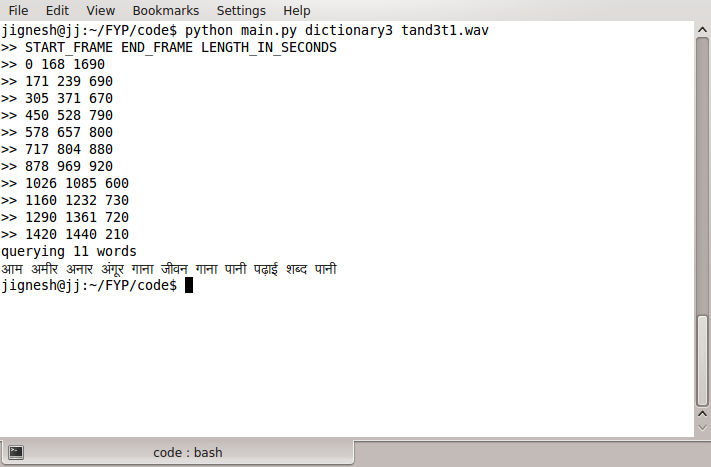 File Edit View Bookmarks Settings Help
jignesh@jj:~/FYP/code$ python main.py dictionary3 tand3t1.wav
>> START_FRAME END_FRAME LENGTH_IN_SECONDS
>> 0 168 1690
>> 171 239 690
>> 305 371 670
>> 450 528 790
>> 578 657 800
>> 717 804 880
>> 878 969 920
>> 1026 1085 600
>> 1160 1232 730
>> 1290 1361 720
>> 1420 1440 210
querying 11 words
आम अमीर अनार अंगूर गाना जीवन गाना पानी पढ़ाई शब्द पानी
jignesh@jj:~/FYP/code$
code : bash